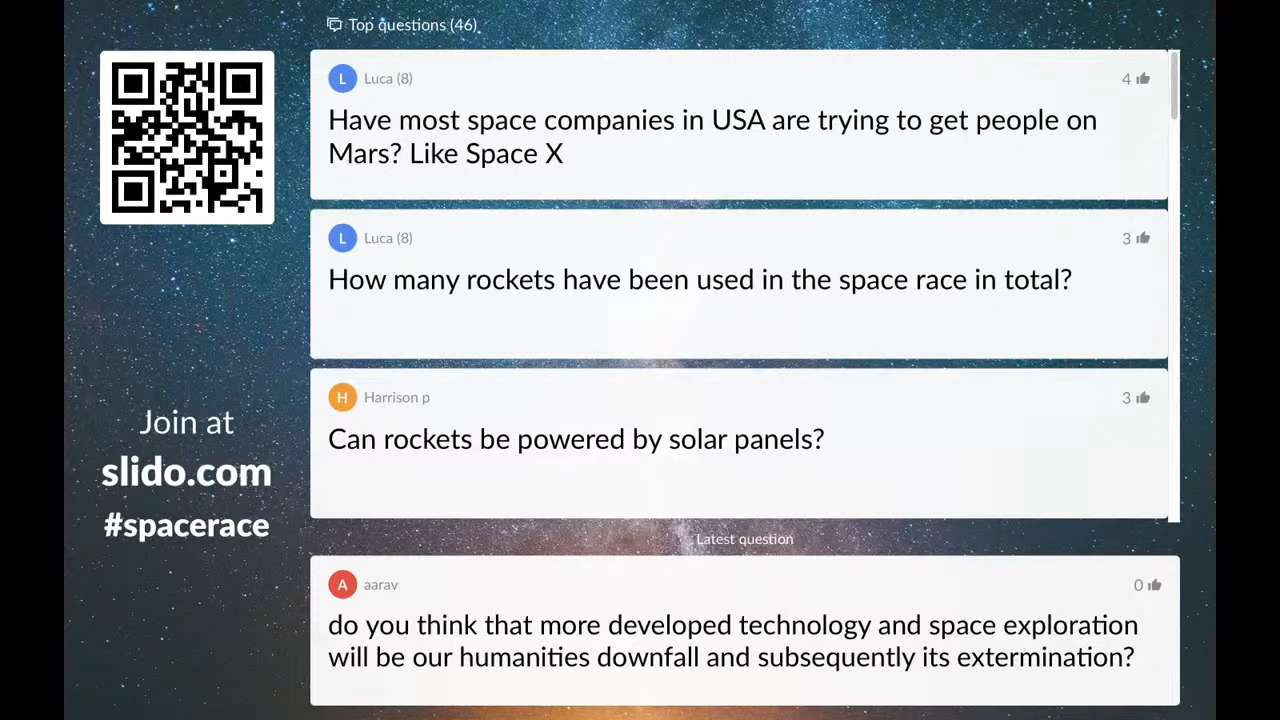 Top questions (46)
L Luca (8) 4
Have most space companies in USA are trying to get people on
Mars? Like Space X
L Luca (8) 3
How many rockets have been used in the space race in total?
H Harrison p 3
Can rockets be powered by solar panels?
Join at
slido.com
#spacerace
Latest question
A aarav 0
do you think that more developed technology and space exploration
will be our humanities downfall and subsequently its extermination?